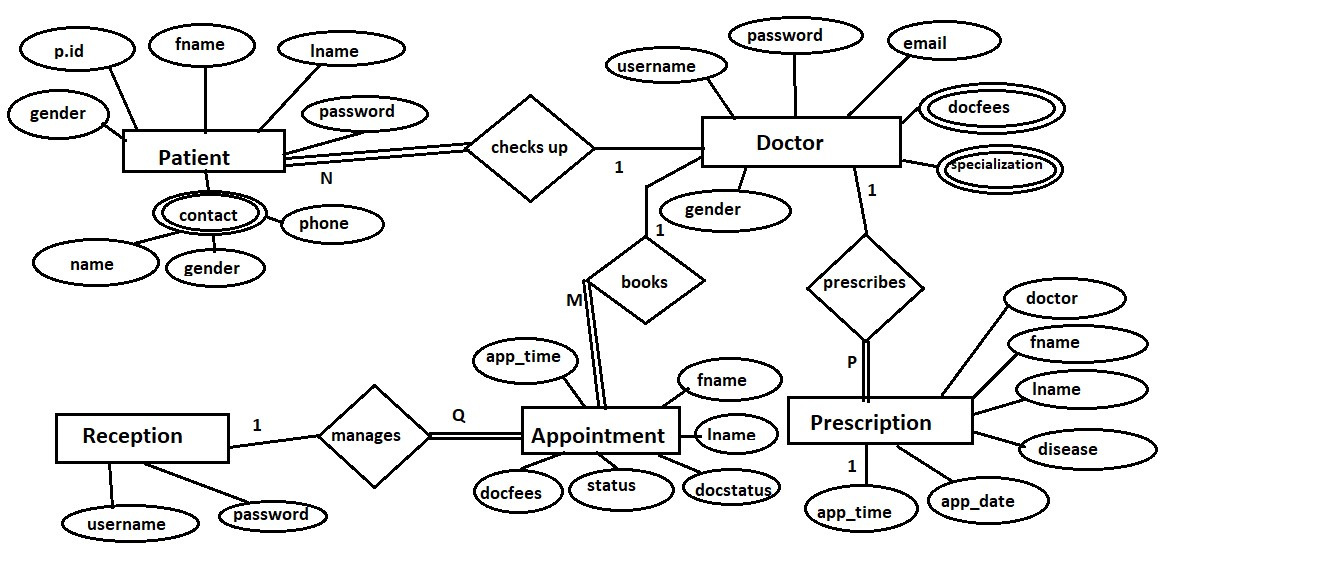 p.id
fname
lname
gender
password
Patient
N
contact
phone
name
gender
checks up
1
username
password
email
docfees
specialization
Doctor
gender
1
1
books
M
prescribes
P
doctor
fname
lname
disease
Prescription
1
app_time
app_date
app_time
fname
lname
Appointment
docfees
status
docstatus
Q
manages
1
Reception
username
password